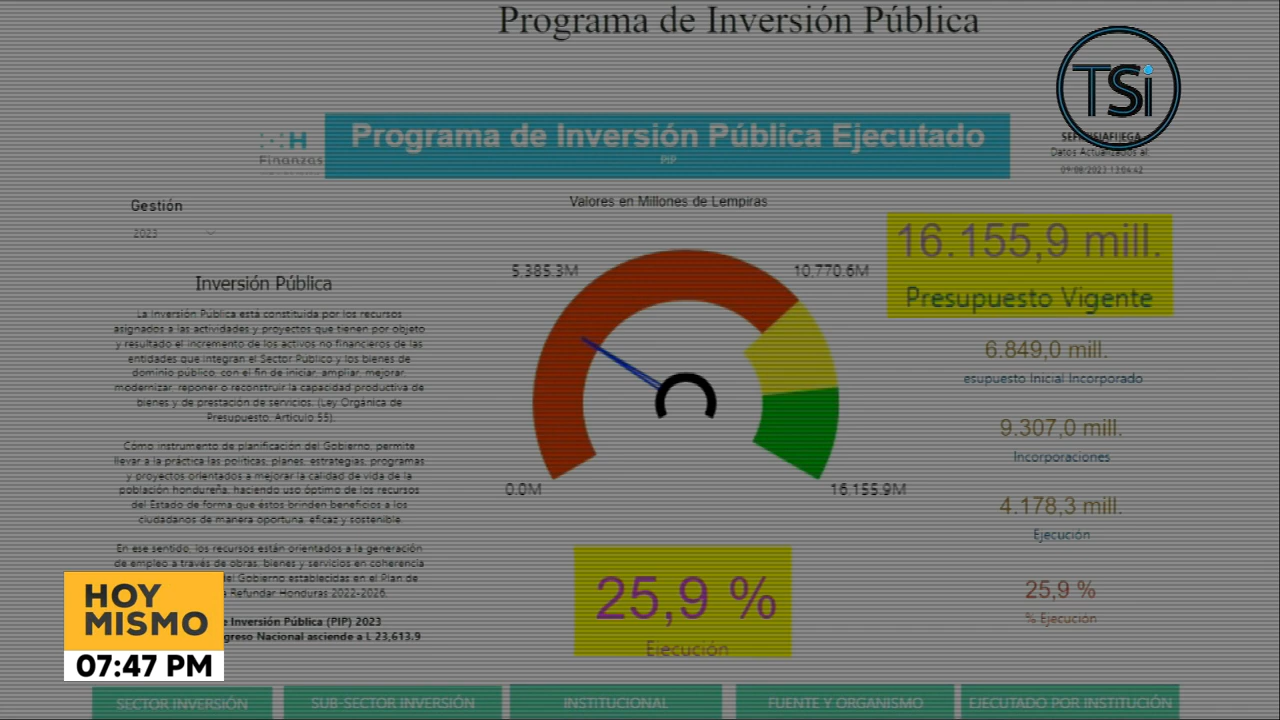 Programa de Inversión Pública
TSi
Finanzas
Programa de Inversión Pública Ejecutado
PIP
Datos Actualizados al:
09/08/2023 13:04:42
Gestión
2023
Valores en Millones de Lempiras
Inversión Pública
La Inversión Pública está constituida por los recursos
asignados a las actividades y proyectos que tienen por objeto
y resultado el incremento de los activos no financieros de las
entidades que integran el Sector Público y los bienes de
dominio público, con el fin de iniciar, ampliar, mejorar,
modernizar, reponer o reconstruir la capacidad productiva de
bienes y de prestación de servicios. (Ley Orgánica de
Presupuesto, Artículo 55).
Cómo instrumento de planificación del Gobierno, permite
llevar a la práctica las políticas, planes, estrategias, programas
y proyectos orientados a mejorar la calidad de vida de la
población hondureña, haciendo uso óptimo de los recursos
del Estado de forma que éstos brinden beneficios a los
ciudadanos de manera oportuna, eficaz y sostenible.
En ese sentido, los recursos están orientados a la generación
de empleo a través de obras, bienes y servicios en coherencia
del Gobierno establecidas en el Plan de
Refundar Honduras 2022-2026.
e Inversión Pública (PIP) 2023
greso Nacional asciende a L 23,613.9
5,385.3M
10,770.6M
0.0M
16,155.9M
25,9 %
Ejecución
16.155,9 mill.
Presupuesto Vigente
6.849,0 mill.
esupuesto Inicial Incorporado
9.307,0 mill.
Incorporaciones
4.178,3 mill.
Ejecución
25,9 %
% Ejecución
HOY
MISMO
07:47 PM
SECTOR INVERSIÓN
SUB-SECTOR INVERSIÓN
INSTITUCIONAL
FUENTE Y ORGANISMO
EJECUTADO POR INSTITUCIÓN